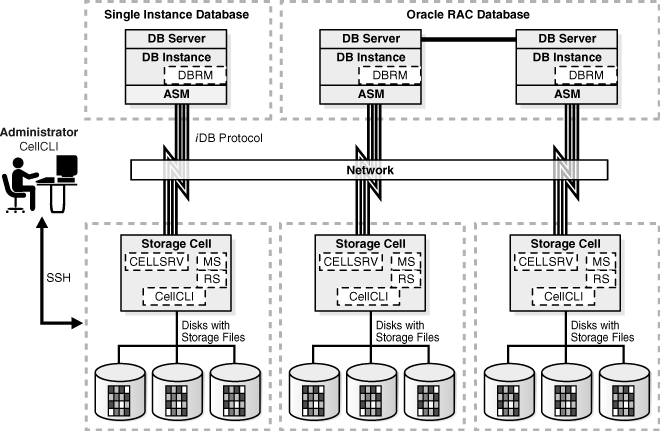 Single Instance Database
Oracle RAC Database
DB Server
DB Instance
DBRM
ASM
DB Server
DB Instance
DBRM
ASM
DB Server
DB Instance
DBRM
ASM
Administrator
CellCLI
iDB Protocol
Network
SSH
Storage Cell
CELLSRV
MS
RS
CellCLI
Disks with
Storage Files
Storage Cell
CELLSRV
MS
RS
CellCLI
Disks with
Storage Files
Storage Cell
CELLSRV
MS
RS
CellCLI
Disks with
Storage Files